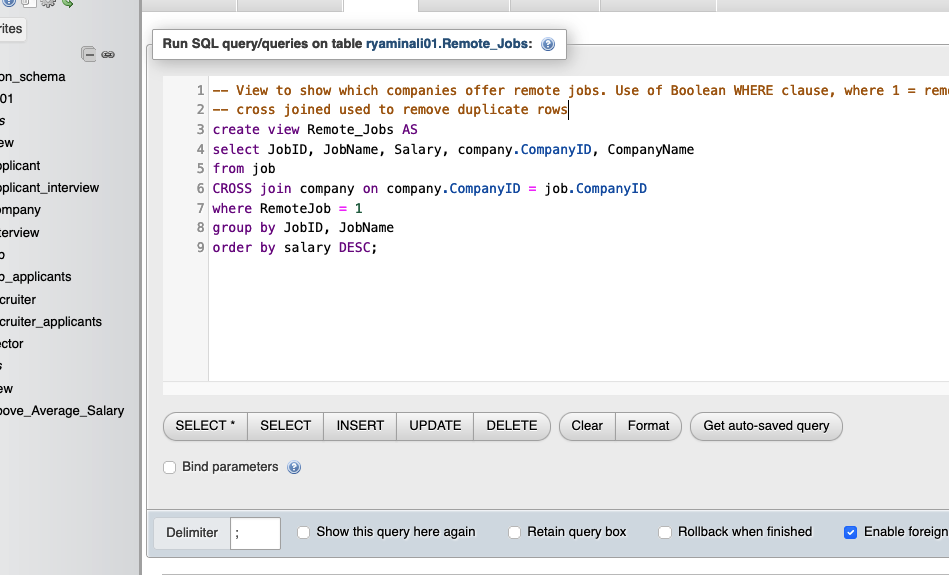 Run SQL query/queries on table ryaminali01.Remote_Jobs:
1 -- View to show which companies offer remote jobs. Use of Boolean WHERE clause, where 1 =
2 -- cross joined used to remove duplicate rows
3 create view Remote_Jobs AS
4 select JobID, JobName, Salary, company.CompanyID, CompanyName
5 from job
6 CROSS join company on company.CompanyID = job.CompanyID
7 where RemoteJob = 1
8 group by JobID, JobName
9 order by salary DESC;
rites
on_schema
01
s
ew
oplicant
oplicant_interview
ompany
terview
b
b_applicants
cruiter
cruiter_applicants
ector
s
ew
bove_Average_Salary
SELECT * SELECT INSERT UPDATE DELETE Clear Format Get auto-saved query
Bind parameters
Delimiter ; Show this query here again Retain query box Rollback when finished Enable foreign